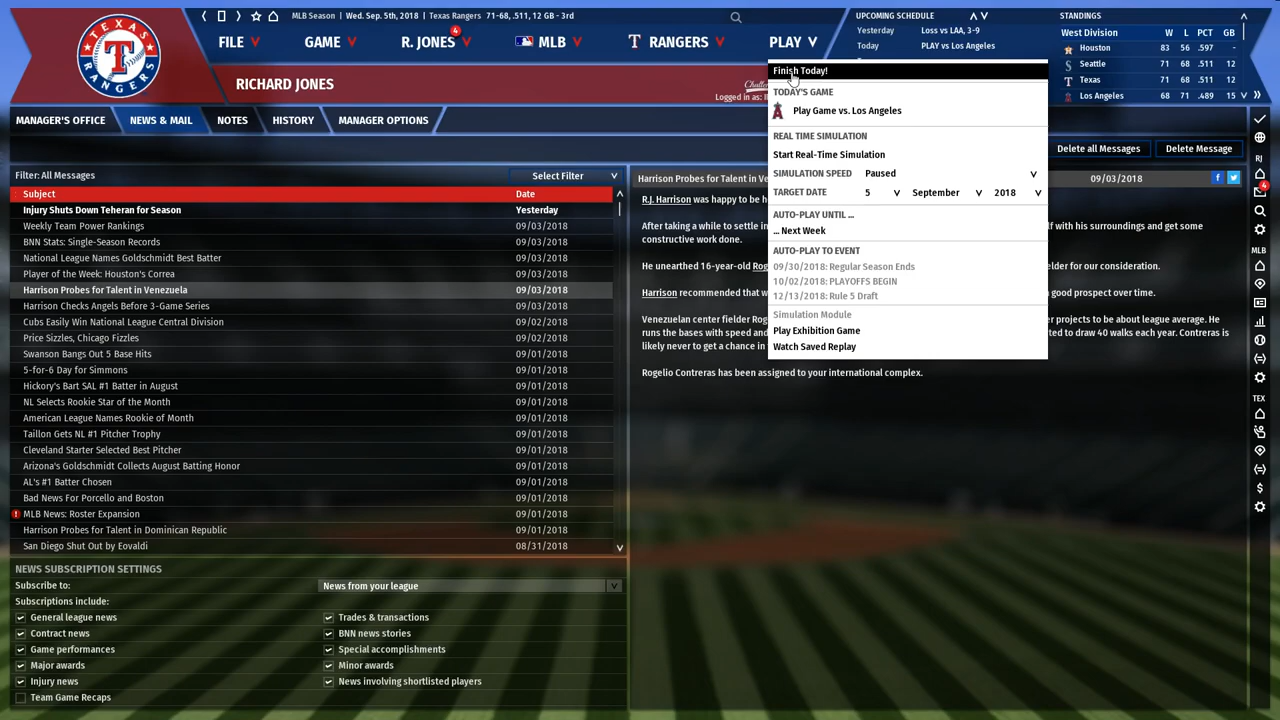 MLB Season | Wed. Sep. 5th, 2018 | Texas Rangers 71-68, .511, 12 GB - 3rd
FILE GAME R. JONES 4 MLB RANGERS PLAY
TEXAS RANGERS
RICHARD JONES
Logged in as:
UPCOMING SCHEDULE
Yesterday Loss vs LAA, 3-9
Today PLAY vs Los Angeles
STANDINGS
West Division W L PCT GB
Houston 83 56 .597 -
Seattle 71 68 .511 12
Texas 71 68 .511 12
Los Angeles 68 71 .489 15
MANAGER'S OFFICE NEWS & MAIL NOTES HISTORY MANAGER OPTIONS
Delete all Messages Delete Message
Finish Today!
TODAY'S GAME
Play Game vs. Los Angeles
REAL TIME SIMULATION
Start Real-Time Simulation
SIMULATION SPEED Paused
TARGET DATE 5 September 2018
AUTO-PLAY UNTIL ...
... Next Week
AUTO-PLAY TO EVENT
09/30/2018: Regular Season Ends
10/02/2018: PLAYOFFS BEGIN
12/13/2018: Rule 5 Draft
Simulation Module
Play Exhibition Game
Watch Saved Replay
Filter: All Messages Select Filter
Subject Date
Injury Shuts Down Teheran for Season Yesterday
Weekly Team Power Rankings 09/03/2018
BNN Stats: Single-Season Records 09/03/2018
National League Names Goldschmidt Best Batter 09/03/2018
Player of the Week: Houston's Correa 09/03/2018
Harrison Probes for Talent in Venezuela 09/03/2018
Harrison Checks Angels Before 3-Game Series 09/03/2018
Cubs Easily Win National League Central Division 09/02/2018
Price Sizzles, Chicago Fizzles 09/02/2018
Swanson Bangs Out 5 Base Hits 09/01/2018
5-for-6 Day for Simmons 09/01/2018
Hickory's Bart SAL #1 Batter in August 09/01/2018
NL Selects Rookie Star of the Month 09/01/2018
American League Names Rookie of Month 09/01/2018
Taillon Gets NL #1 Pitcher Trophy 09/01/2018
Cleveland Starter Selected Best Pitcher 09/01/2018
Arizona's Goldschmidt Collects August Batting Honor 09/01/2018
AL's #1 Batter Chosen 09/01/2018
Bad News For Porcello and Boston 09/01/2018
MLB News: Roster Expansion 09/01/2018
Harrison Probes for Talent in Dominican Republic 09/01/2018
San Diego Shut Out by Eovaldi 08/31/2018
Harrison Probes for Talent in Ve 09/03/2018
R.J. Harrison was happy to be h
After taking a while to settle in lf with his surroundings and get some
constructive work done.
He unearthed 16-year-old Rog elder for our consideration.
Harrison recommended that w good prospect over time.
Venezuelan center fielder Rog er projects to be about league average. He
runs the bases with speed and ted to draw 40 walks each year. Contreras is
likely never to get a chance in
Rogelio Contreras has been assigned to your international complex.
NEWS SUBSCRIPTION SETTINGS
Subscribe to: News from your league
Subscriptions include:
General league news Trades & transactions
Contract news BNN news stories
Game performances Special accomplishments
Major awards Minor awards
Injury news News involving shortlisted players
Team Game Recaps
RJ
4
MLB
TEX